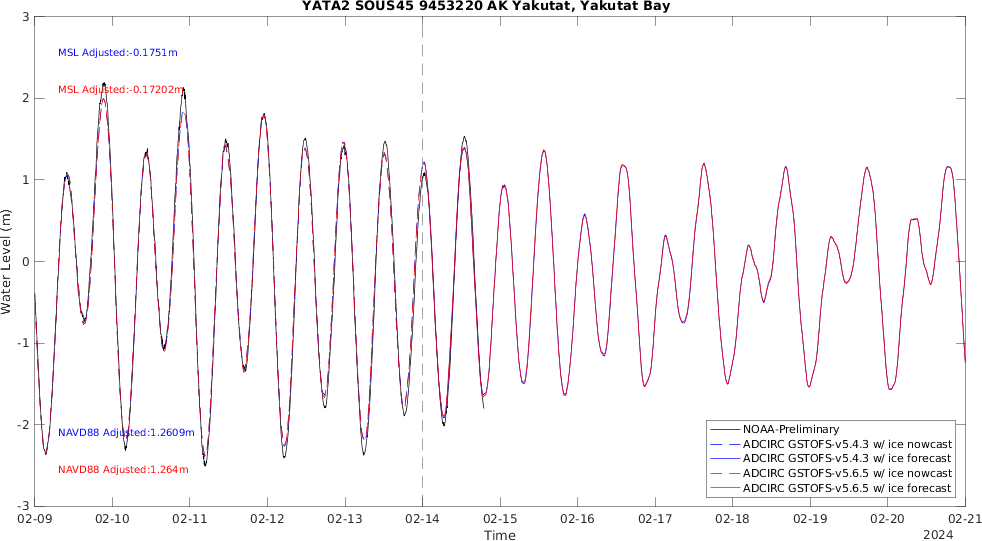 YATA2 SOUS45 9453220 AK Yakutat, Yakutat Bay
3
2
1
0
-1
-2
-3
Water Level (m)
MSL Adjusted:-0.1751m
MSL Adjusted:-0.17202m
NAVD88 Adjusted:1.2609m
NAVD88 Adjusted:1.264m
NOAA-Preliminary
ADCIRC GSTOFS-v5.4.3 w/ ice nowcast
ADCIRC GSTOFS-v5.4.3 w/ ice forecast
ADCIRC GSTOFS-v5.6.5 w/ ice nowcast
ADCIRC GSTOFS-v5.6.5 w/ ice forecast
02-09 02-10 02-11 02-12 02-13 02-14 02-15 02-16 02-17 02-18 02-19 02-20 02-21
Time
2024